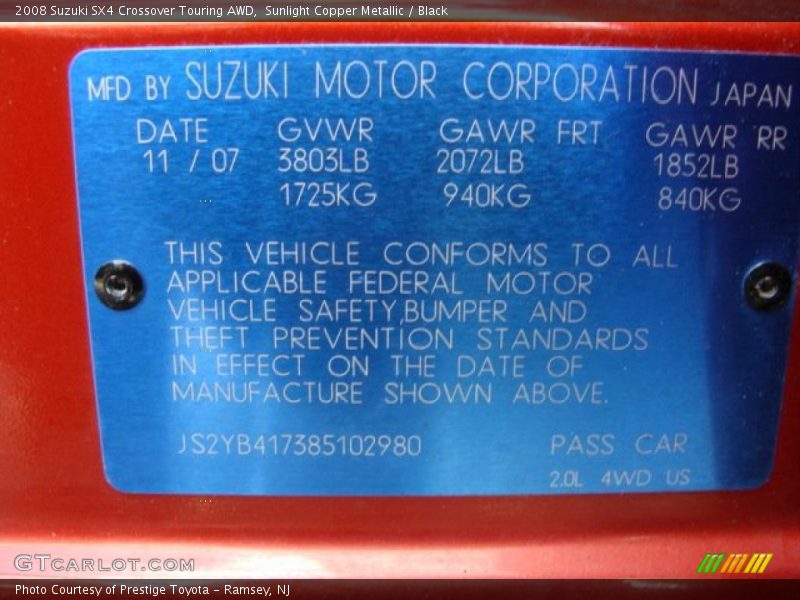 2008 Suzuki SX4 Crossover Touring AWD,  Sunlight Copper Metallic / Black
MFD BY SUZUKI MOTOR CORPORATION JAPAN
DATE GVWR GAWR FRT GAWR RR
11 / 07 3803LB 2072LB 1852LB
1725KG 940KG 840KG
THIS VEHICLE CONFORMS TO ALL
APPLICABLE FEDERAL MOTOR
VEHICLE SAFETY,BUMPER AND
THEFT PREVENTION STANDARDS
IN EFFECT ON THE DATE OF
MANUFACTURE SHOWN ABOVE.
JS2YB417385102980 PASS CAR
2.0L 4WD US
GTCARLOT.COM
Photo Courtesy of Prestige Toyota - Ramsey, NJ